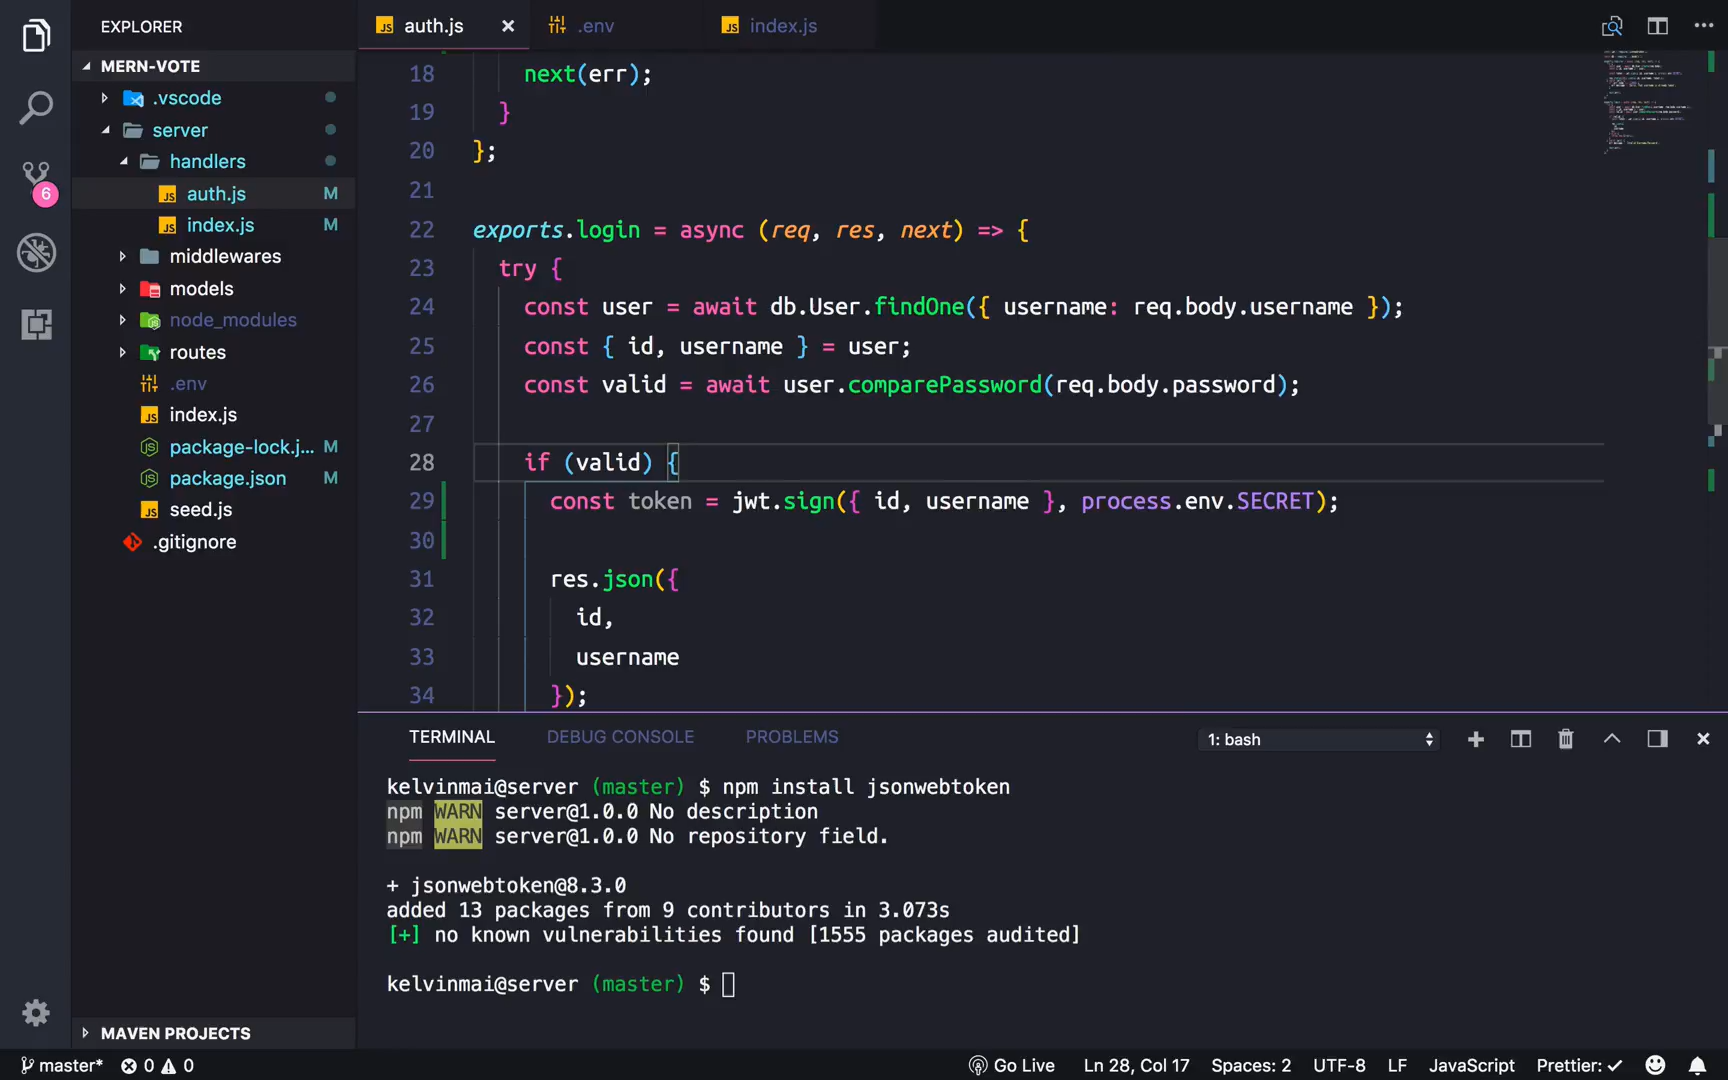 EXPLORER
MERN-VOTE
.vscode
server
handlers
auth.js M
index.js M
middlewares
models
node_modules
routes
.env
index.js
package-lock.j... M
package.json M
seed.js
.gitignore
MAVEN PROJECTS
6
auth.js
.env
index.js
18 next(err);
19 }
20 };
21
22 exports.login = async (req, res, next) => {
23 try {
24 const user = await db.User.findOne({ username: req.body.username });
25 const { id, username } = user;
26 const valid = await user.comparePassword(req.body.password);
27
28 if (valid) {
29 const token = jwt.sign({ id, username }, process.env.SECRET);
30
31 res.json({
32 id,
33 username
34 });
TERMINAL DEBUG CONSOLE PROBLEMS 1: bash
kelvinmai@server (master) $ npm install jsonwebtoken
npm WARN server@1.0.0 No description
npm WARN server@1.0.0 No repository field.
+ jsonwebtoken@8.3.0
added 13 packages from 9 contributors in 3.073s
[+] no known vulnerabilities found [1555 packages audited]
kelvinmai@server (master) $
master* 0 0 Go Live Ln 28, Col 17 Spaces: 2 UTF-8 LF JavaScript Prettier: ✓